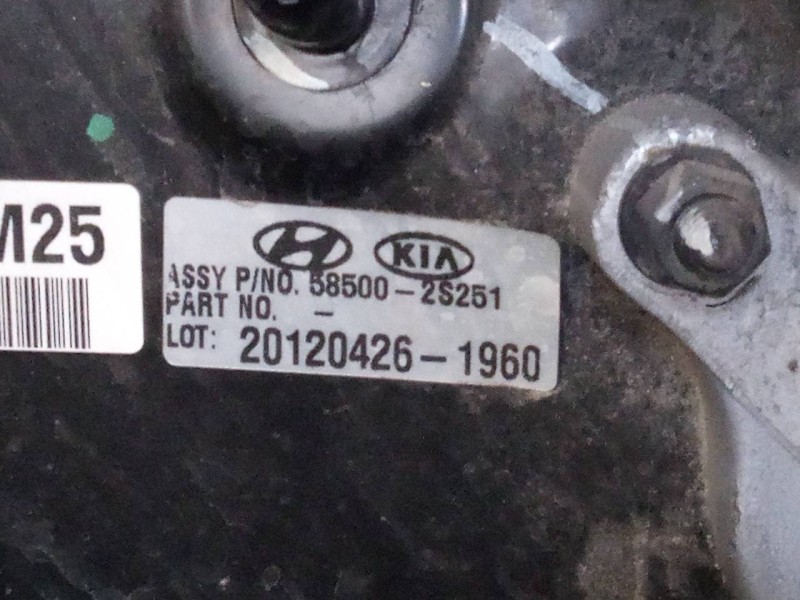 M25
H KIA
ASSY P/NO. 58500-2S251
PART NO. -
LOT: 20120426-1960